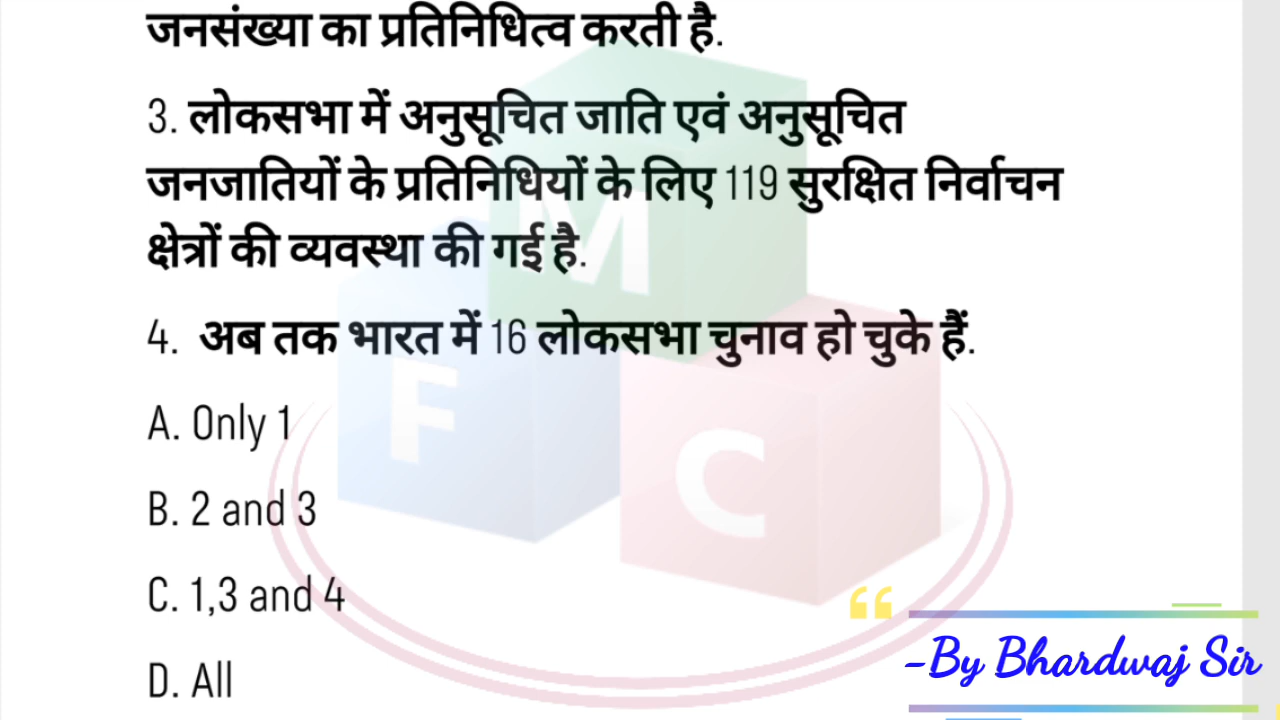 जनसंख्या का प्रतिनिधित्व करती है.
3. लोकसभा में अनुसूचित जाति एवं अनुसूचित
जनजातियों के प्रतिनिधियों के लिए 119 सुरक्षित निर्वाचन
क्षेत्रों की व्यवस्था की गई है.
4. अब तक भारत में 16 लोकसभा चुनाव हो चुके हैं.
A. Only 1
B. 2 and 3
C. 1,3 and 4
D. All
M
F
C
“
-By Bhardwaj Sir